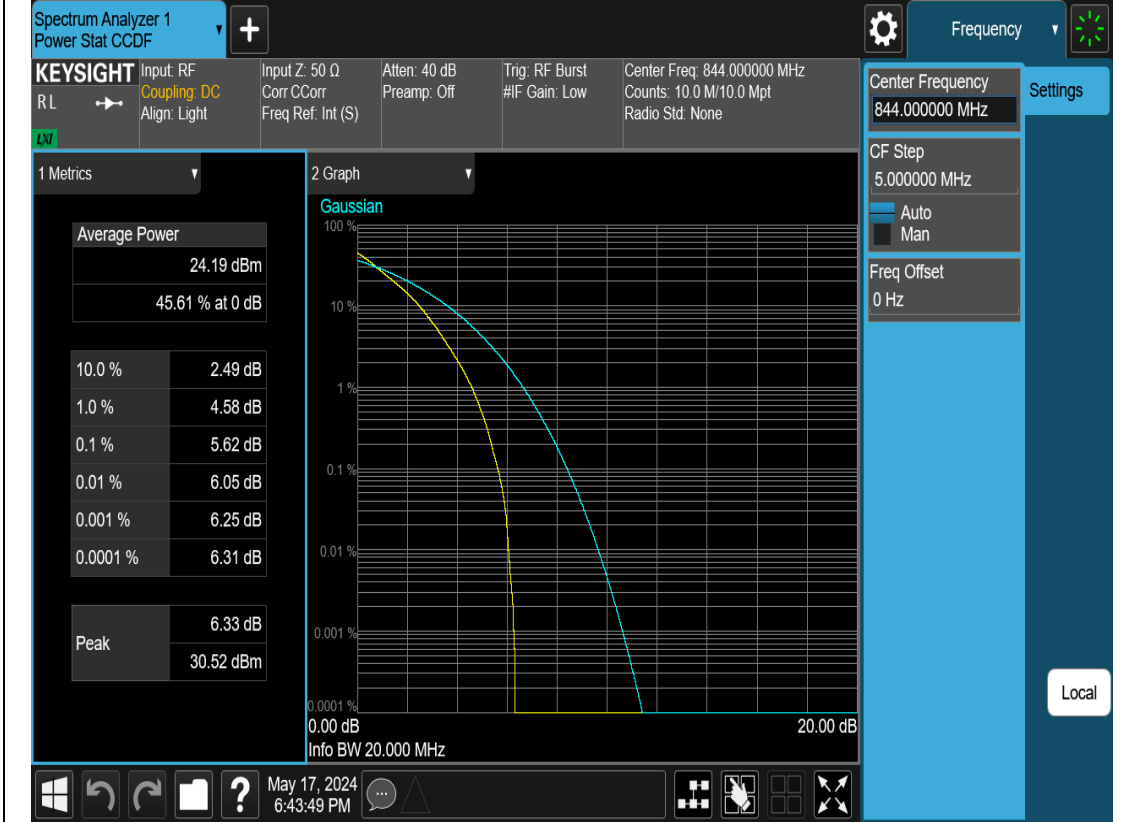 Spectrum Analyzer 1
Power Stat CCDF
Frequency
KEYSIGHT
RL
LXI
Input: RF
Coupling: DC
Align: Light
Input Z: 50 Ω
Corr CCorr
Freq Ref: Int (S)
Atten: 40 dB
Preamp: Off
Trig: RF Burst
#IF Gain: Low
Center Freq: 844.000000 MHz
Counts: 10.0 M/10.0 Mpt
Radio Std: None
Center Frequency
844.000000 MHz
Settings
CF Step
5.000000 MHz
Auto
Man
Freq Offset
0 Hz
Local
1 Metrics
Average Power
24.19 dBm
45.61 % at 0 dB
10.0 % 2.49 dB
1.0 % 4.58 dB
0.1 % 5.62 dB
0.01 % 6.05 dB
0.001 % 6.25 dB
0.0001 % 6.31 dB
Peak
6.33 dB
30.52 dBm
2 Graph
Gaussian
100 %
10 %
1 %
0.1 %
0.01 %
0.001 %
0.0001 %
0.00 dB 20.00 dB
Info BW 20.000 MHz
?
May 17, 2024
6:43:49 PM